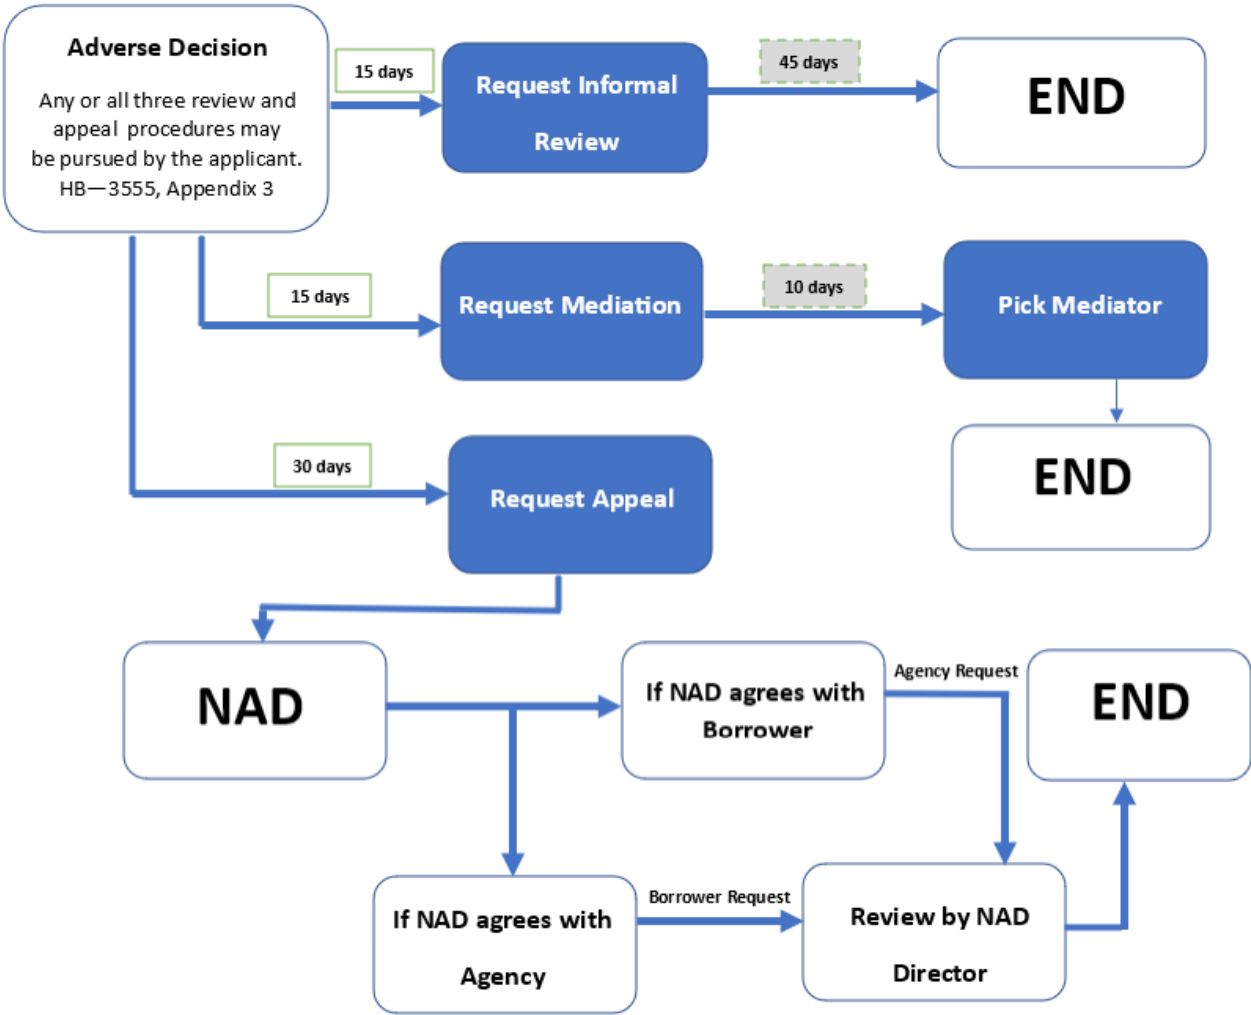 Adverse Decision
Any or all three review and
appeal procedures may
be pursued by the applicant.
HB—3555, Appendix 3
15 days
Request Informal
Review
45 days
END
15 days
Request Mediation
10 days
Pick Mediator
END
30 days
Request Appeal
NAD
If NAD agrees with
Borrower
Agency Request
END
If NAD agrees with
Agency
Borrower Request
Review by NAD
Director